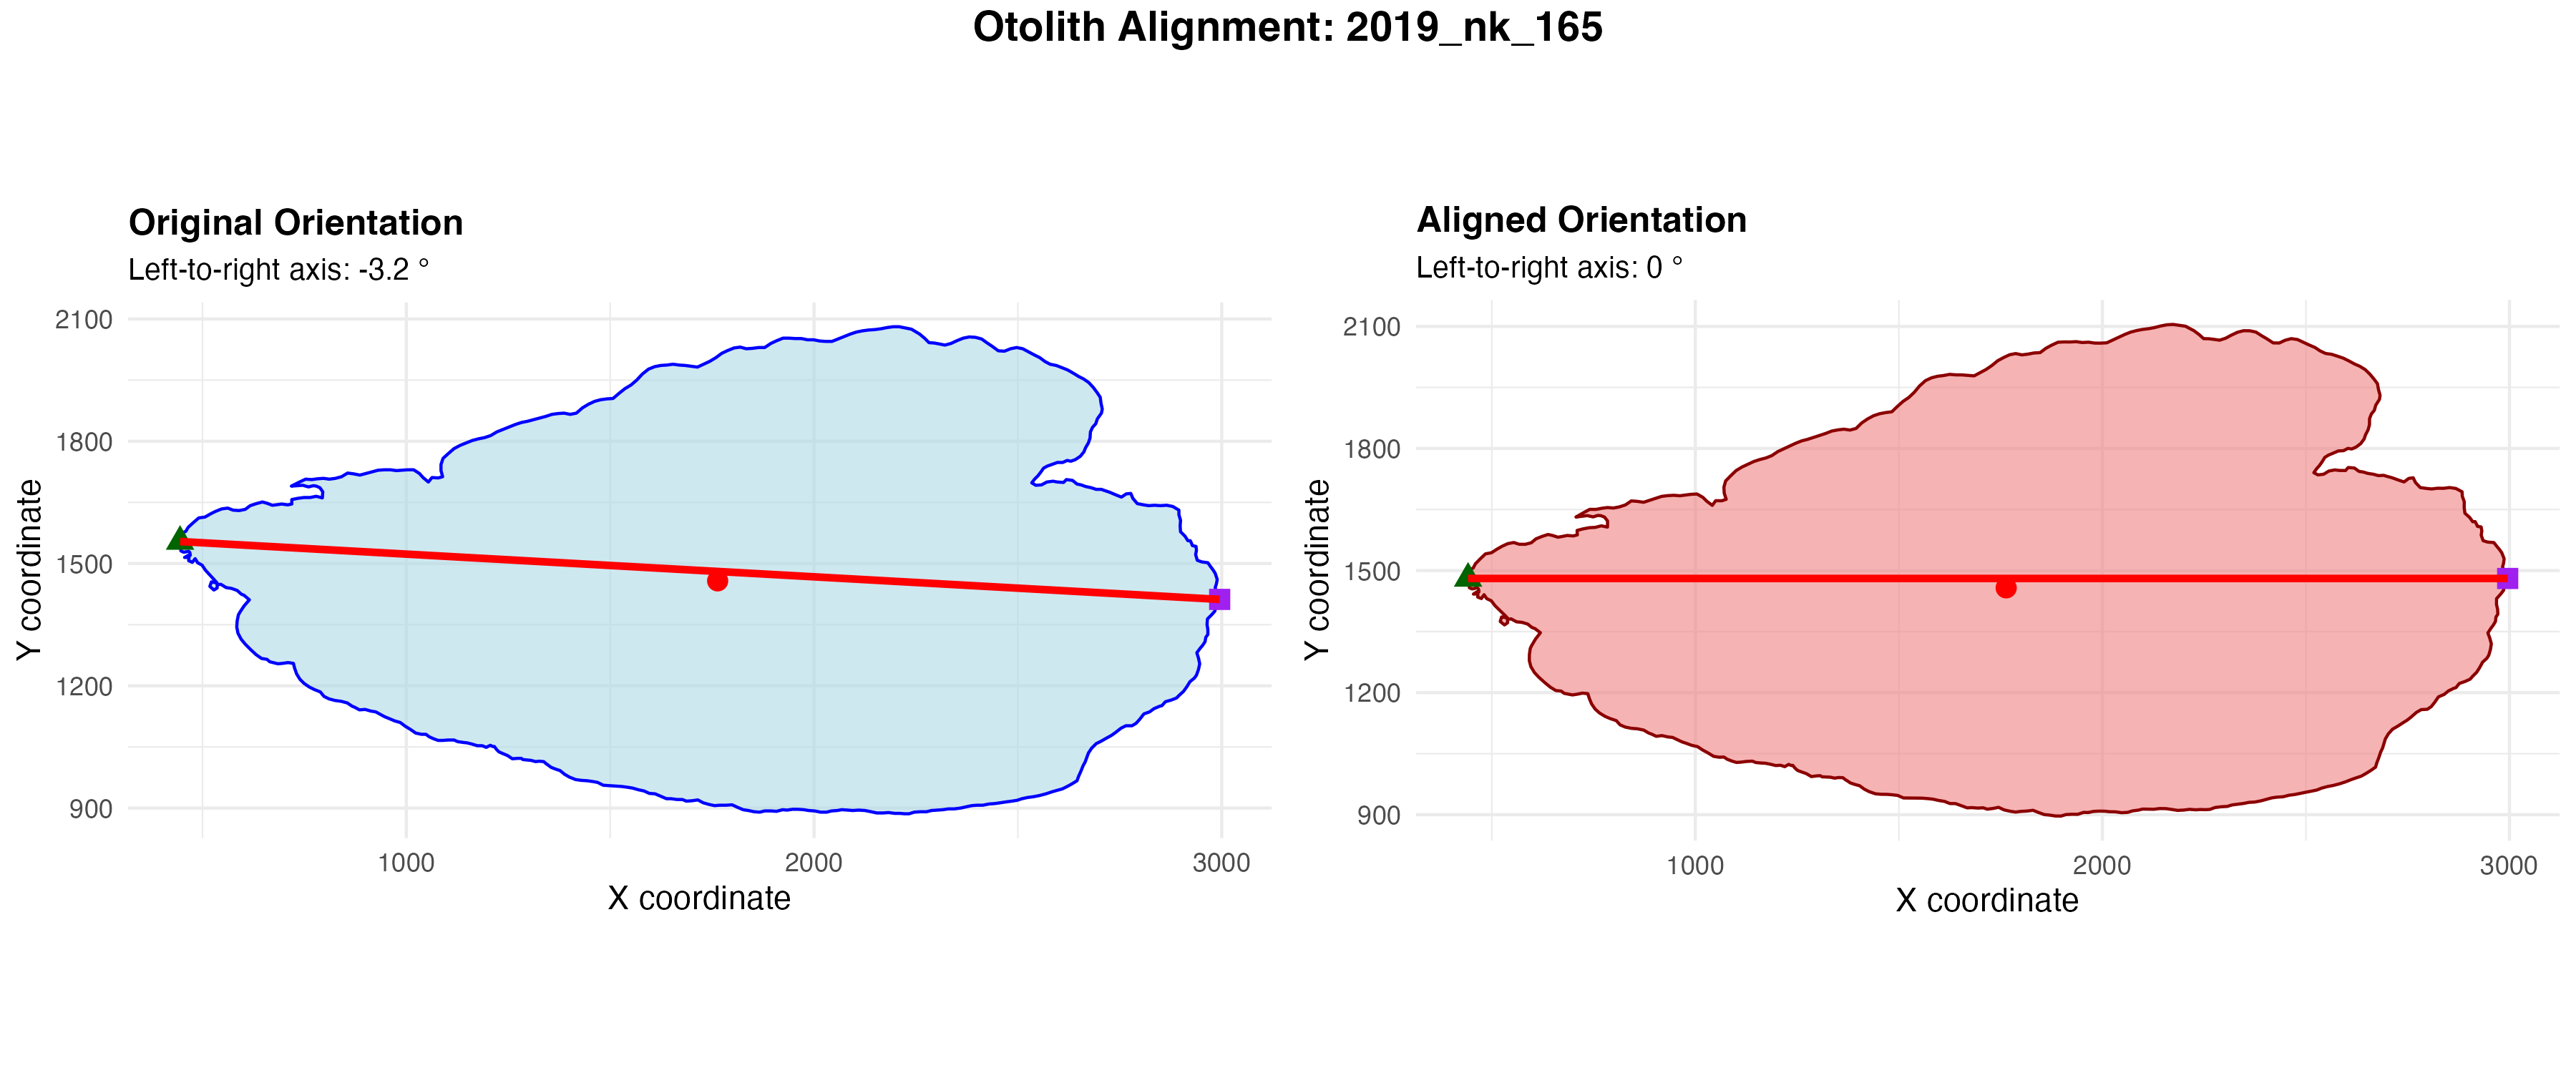 Otolith Alignment: 2019_nk_165
Original Orientation
Left-to-right axis: -3.2 °
2100
1800
1500
1200
900
Y coordinate
1000 2000 3000
X coordinate
Aligned Orientation
Left-to-right axis: 0 °
2100
1800
1500
1200
900
Y coordinate
1000 2000 3000
X coordinate